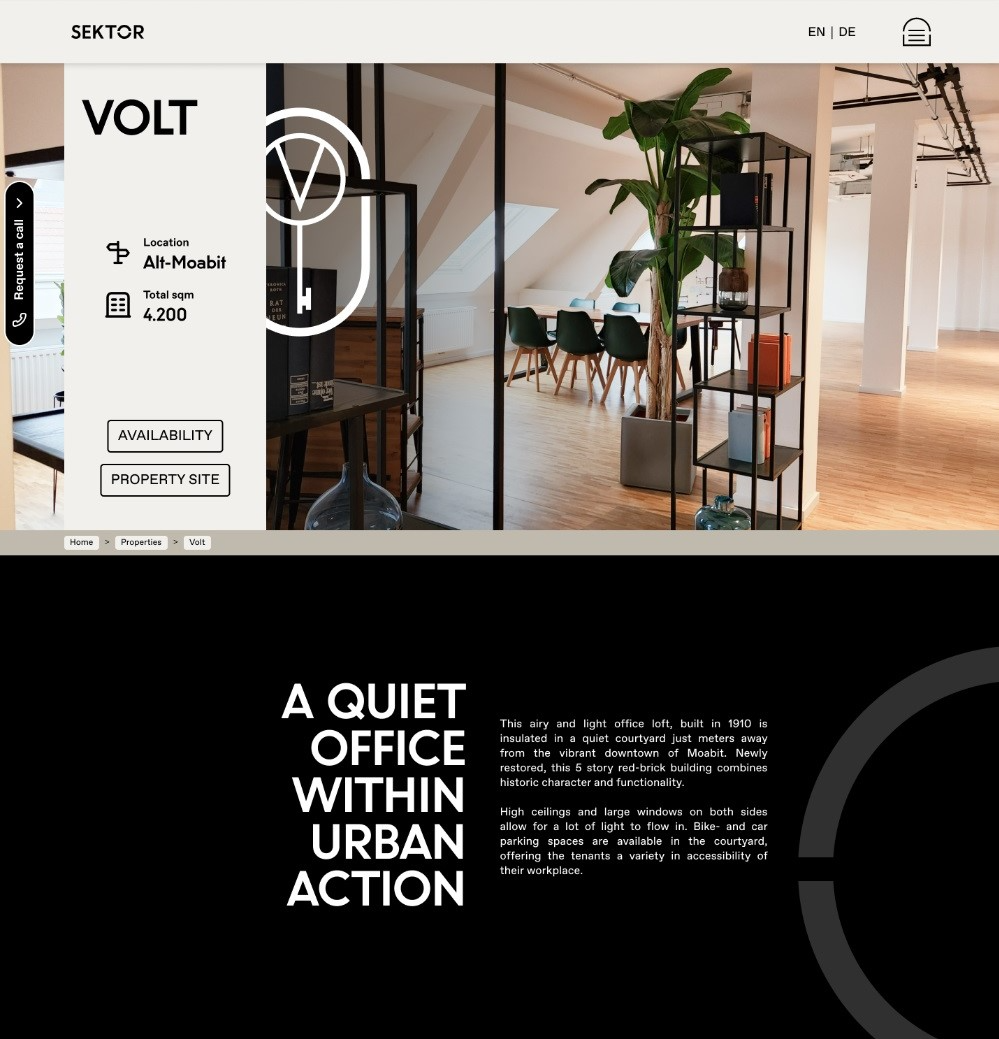 SEKTOR
EN | DE
VOLT
Request a call
Location
Alt-Moabit
Total sqm
4.200
AVAILABILITY
PROPERTY SITE
Home > Properties > Volt
A QUIET
OFFICE
WITHIN
URBAN
ACTION
This airy and light office loft, built in 1910 is
insulated in a quiet courtyard just meters away
from the vibrant downtown of Moabit. Newly
restored, this 5 story red-brick building combines
historic character and functionality.
High ceilings and large windows on both sides
allow for a lot of light to flow in. Bike- and car
parking spaces are available in the courtyard,
offering the tenants a variety in accessibility of
their workplace.